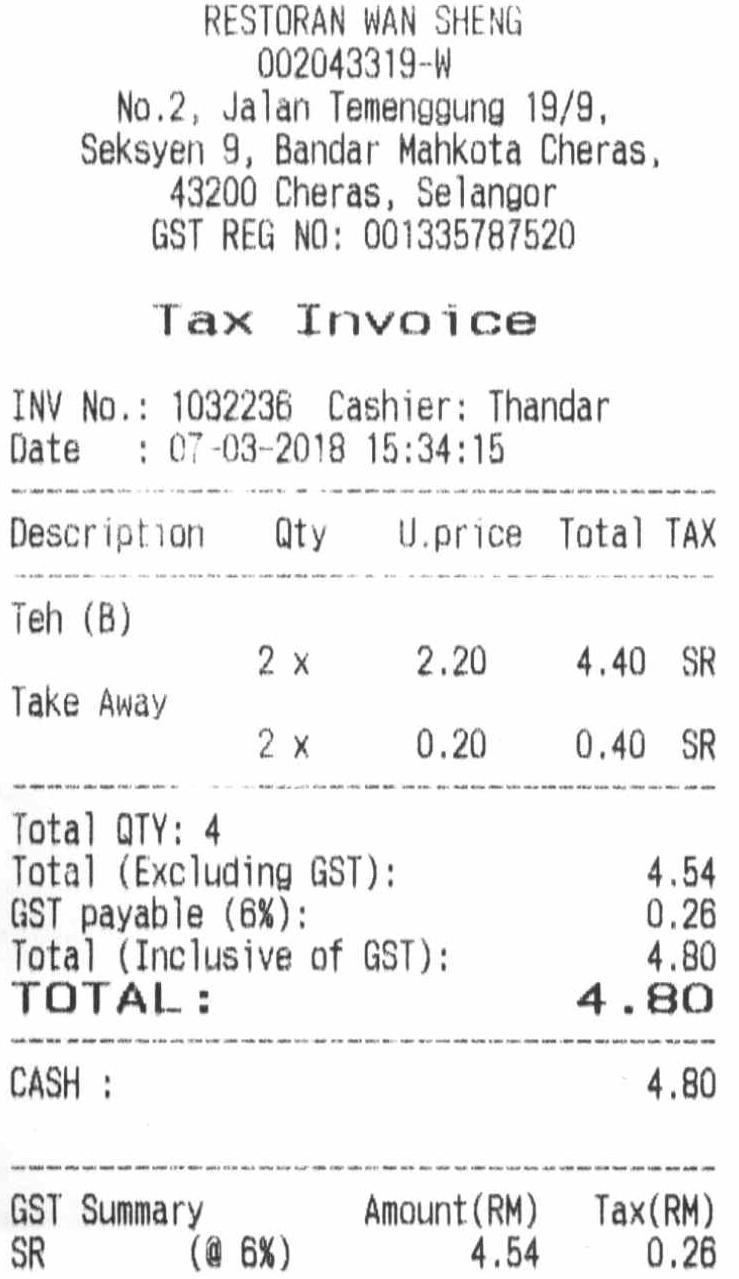 RESTORAN WAN SHENG
002043319-W
No.2, Jalan Temenggung 19/9,
Seksyen 9, Bandar Mahkota Cheras,
43200 Cheras, Selangor
GST REG NO: 001335787520
Tax Invoice
INV No.: 1032236 Cashier: Thandar
Date : 07-03-2018 15:34:15
Description Qty U.price Total TAX
Teh (B)
2 x 2.20 4.40 SR
Take Away
2 x 0.20 0.40 SR
Total QTY: 4
Total (Excluding GST): 4.54
GST payable (6%): 0.26
Total (Inclusive of GST): 4.80
TOTAL: 4.80
CASH : 4.80
GST Summary Amount(RM) Tax(RM)
SR (@ 6%) 4.54 0.26